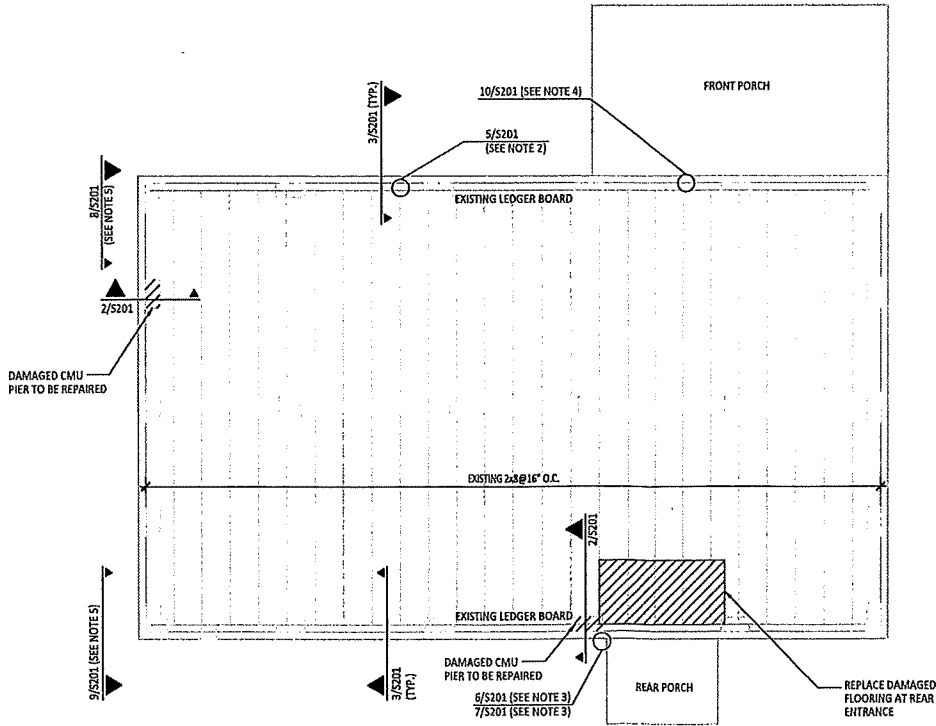 FRONT PORCH
10/S201 (SEE NOTE 4)
3/S201 (TYP.)
5/S201
(SEE NOTE 2)
8/S201
(SEE NOTE 5)
EXISTING LEDGER BOARD
2/S201
DAMAGED CMU
PIER TO BE REPAIRED
EXISTING 2x8@16" O.C.
2/S201
9/S201 (SEE NOTE 5)
3/S201
(TYP.)
EXISTING LEDGER BOARD
DAMAGED CMU
PIER TO BE REPAIRED
6/S201 (SEE NOTE 3)
7/S201 (SEE NOTE 3)
REAR PORCH
REPLACE DAMAGED
FLOORING AT REAR
ENTRANCE